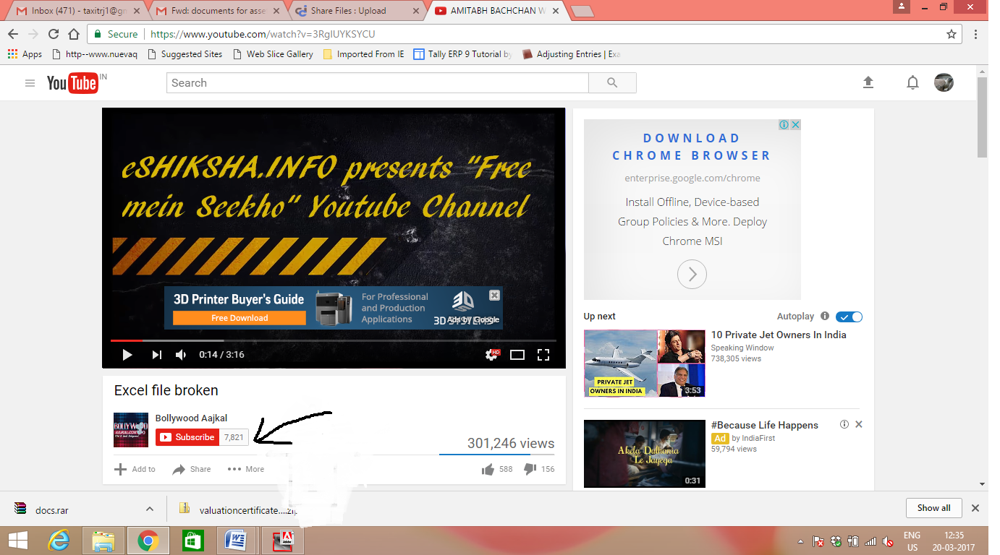 Inbox (471) - taxitrj1@gm
Fwd: documents for asse
Share Files : Upload
AMITABH BACHCHAN W
Secure
https://www.youtube.com/watch?v=3RgIUYKSYCU
Apps
http--www.nuevaq
Suggested Sites
Web Slice Gallery
Imported From IE
Tally ERP 9 Tutorial by
Adjusting Entries | Exa
YouTube IN
Search
eSHIKSHA.INFO presents "Free
mein Seekho" Youtube Channel
3D Printer Buyer's Guide
Free Download
For Professional
and Production
Applications
3D SYSTEMS
Ads by Google
0:14 / 3:16
HD
Excel file broken
Bollywood Aajkal
Subscribe 7,821
301,246 views
Add to
Share
More
588
156
DOWNLOAD
CHROME BROWSER
enterprise.google.com/chrome
Install Offline, Device-based
Group Policies & More. Deploy
Chrome MSI
Up next
Autoplay
PRIVATE JET
OWNERS IN INDIA
3:53
10 Private Jet Owners In India
Speaking Window
738,305 views
Akela Dalhania
Le Jayega
0:31
#Because Life Happens
Ad by IndiaFirst
59,794 views
docs.rar
valuationcertificate....zip
Show all
ENG
US
12:35
20-03-2017